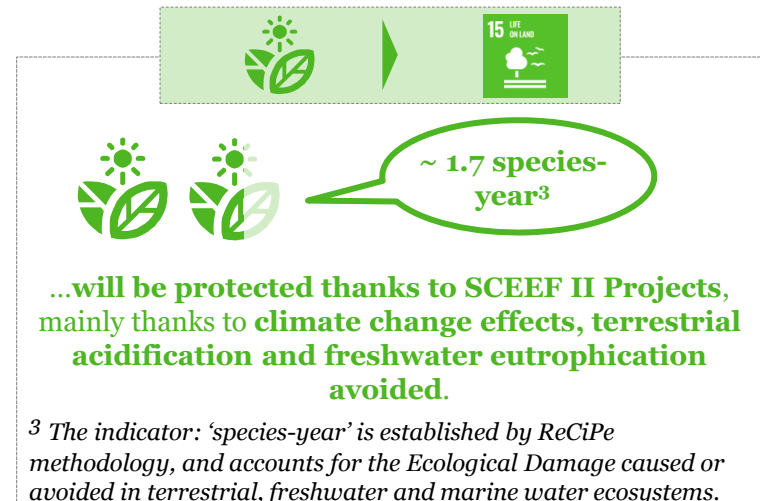 15 LIFE
ON LAND
~ 1.7 species-
year³
...will be protected thanks to SCEEF II Projects,
mainly thanks to climate change effects, terrestrial
acidification and freshwater eutrophication
avoided.
³ The indicator: ‘species-year’ is established by ReCiPe
methodology, and accounts for the Ecological Damage caused or
avoided in terrestrial, freshwater and marine water ecosystems.